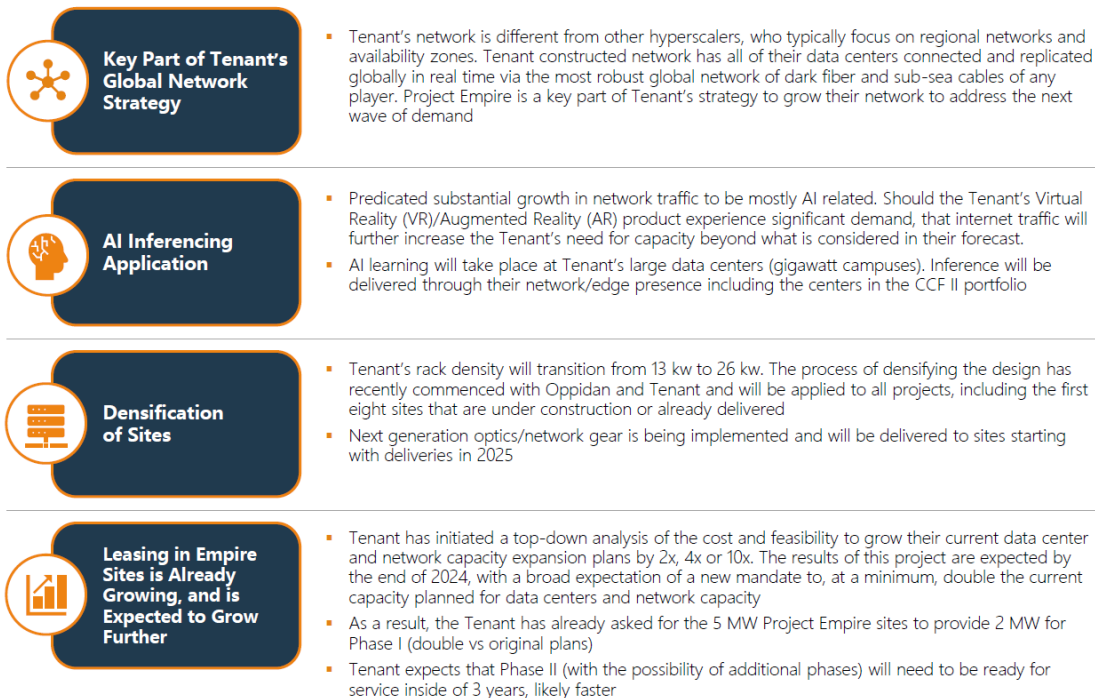 Key Part of Tenant's
Global Network
Strategy
▪ Tenant's network is different from other hyperscalers, who typically focus on regional networks and
availability zones. Tenant constructed network has all of their data centers connected and replicated
globally in real time via the most robust global network of dark fiber and sub-sea cables of any
player. Project Empire is a key part of Tenant's strategy to grow their network to address the next
wave of demand
AI Inferencing
Application
▪ Predicated substantial growth in network traffic to be mostly AI related. Should the Tenant's Virtual
Reality (VR)/Augmented Reality (AR) product experience significant demand, that internet traffic will
further increase the Tenant's need for capacity beyond what is considered in their forecast.
▪ AI learning will take place at Tenant's large data centers (gigawatt campuses). Inference will be
delivered through their network/edge presence including the centers in the CCF II portfolio
Densification
of Sites
▪ Tenant's rack density will transition from 13 kw to 26 kw. The process of densifying the design has
recently commenced with Oppidan and Tenant and will be applied to all projects, including the first
eight sites that are under construction or already delivered
▪ Next generation optics/network gear is being implemented and will be delivered to sites starting
with deliveries in 2025
Leasing in Empire
Sites is Already
Growing, and is
Expected to Grow
Further
▪ Tenant has initiated a top-down analysis of the cost and feasibility to grow their current data center
and network capacity expansion plans by 2x, 4x or 10x. The results of this project are expected by
the end of 2024, with a broad expectation of a new mandate to, at a minimum, double the current
capacity planned for data centers and network capacity
▪ As a result, the Tenant has already asked for the 5 MW Project Empire sites to provide 2 MW for
Phase I (double vs original plans)
▪ Tenant expects that Phase II (with the possibility of additional phases) will need to be ready for
service inside of 3 years, likely faster